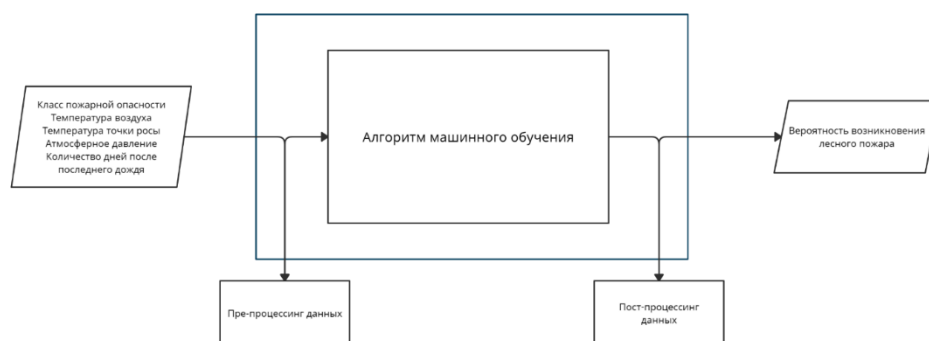 Класс пожарной опасности
Температура воздуха
Температура точки росы
Атмосферное давление
Количество дней после
последнего дождя
Алгоритм машинного обучения
Вероятность возникновения
лесного пожара
Пре-процессинг данных
Пост-процессинг
данных